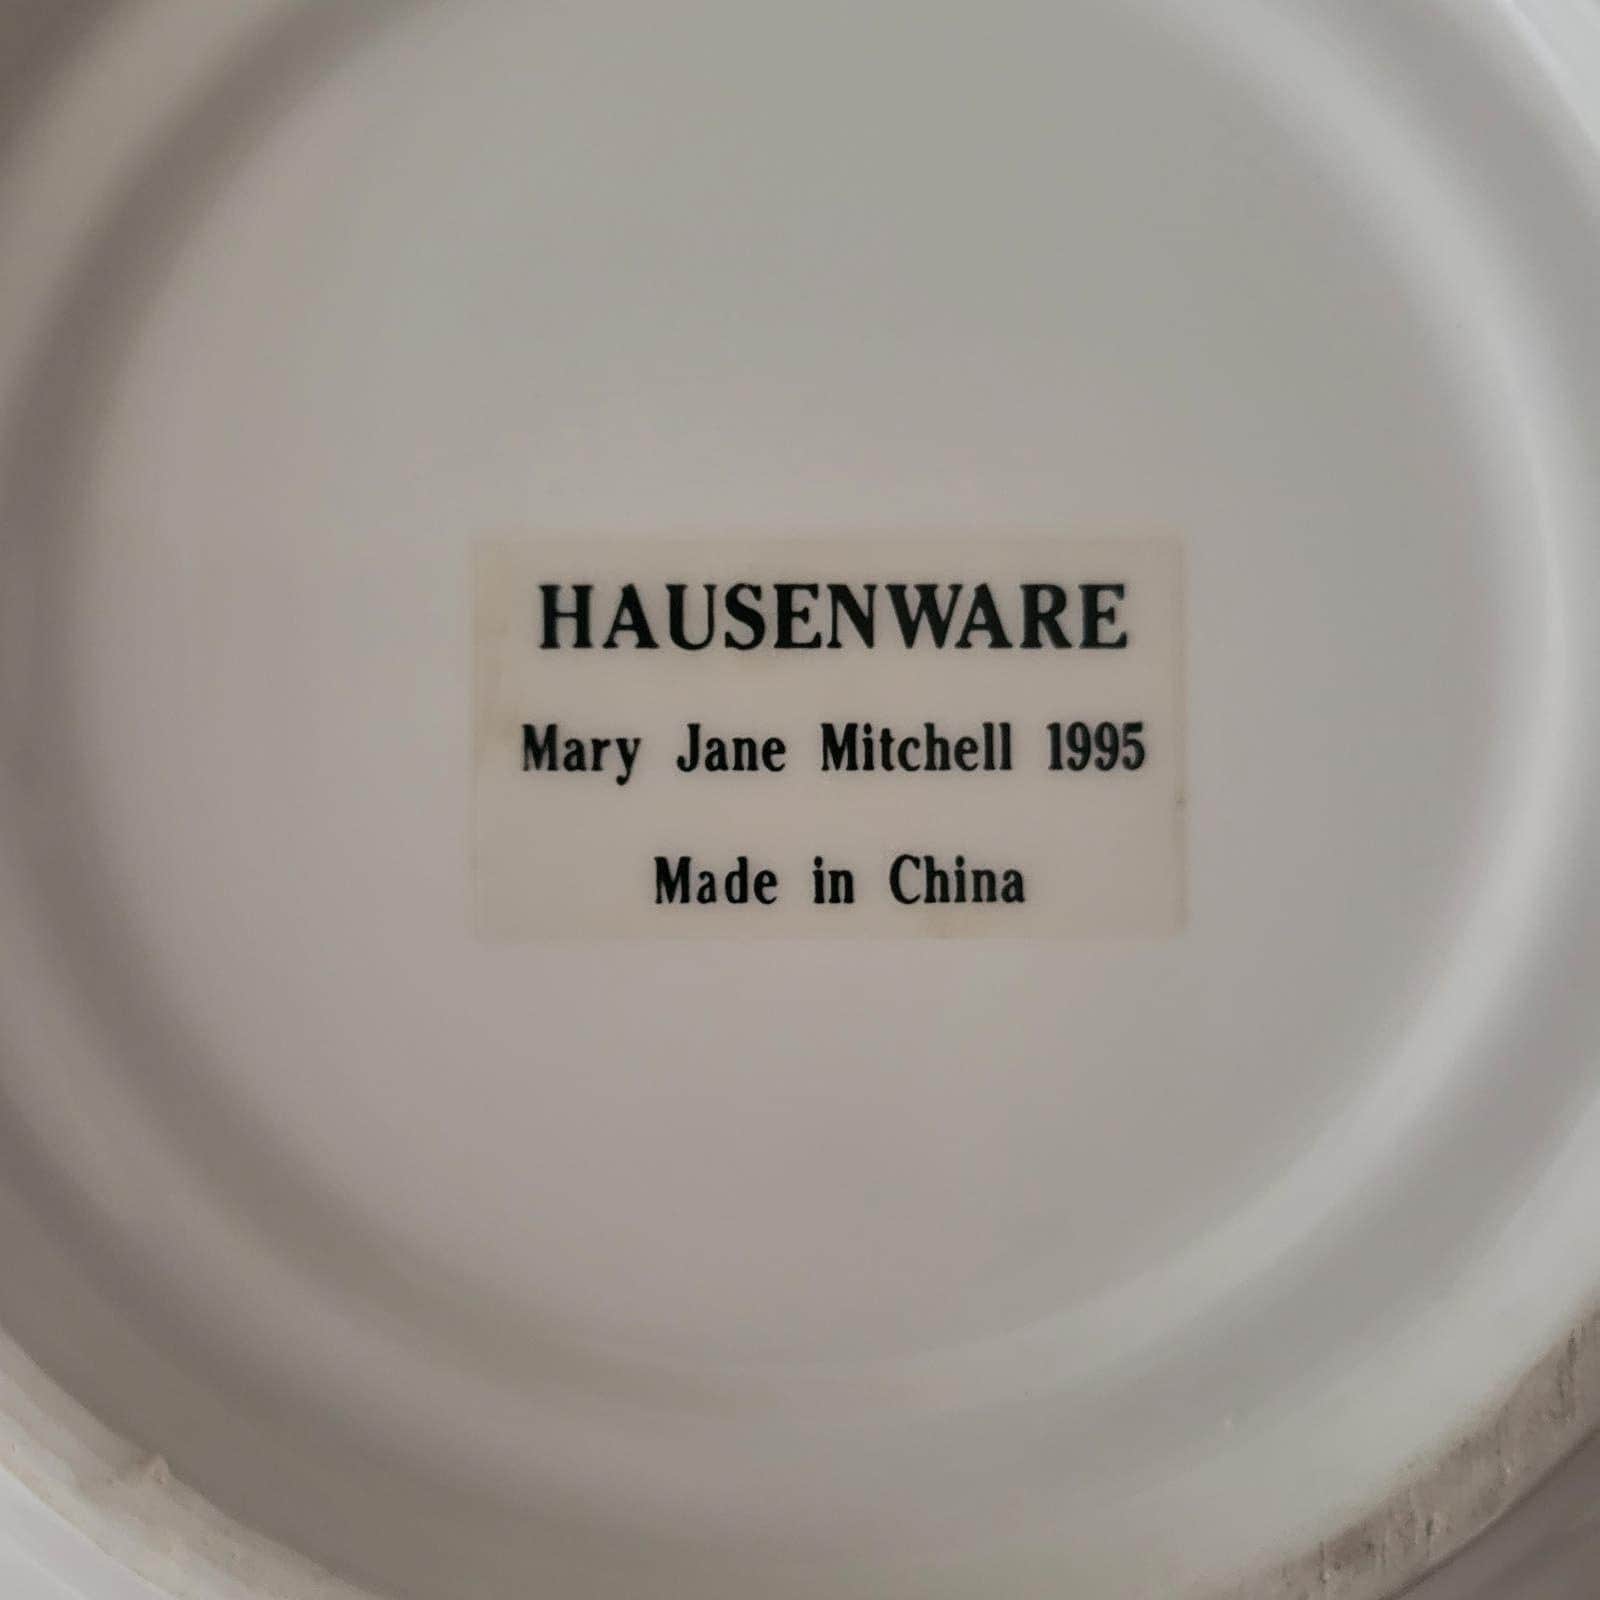 HAUSENWARE
Mary Jane Mitchell 1995
Made in China